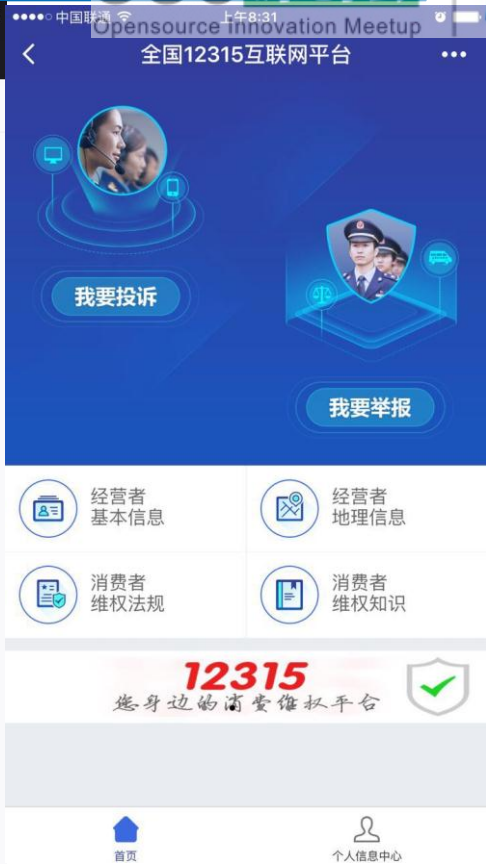 中国联通
上午8:31
Opensource Innovation Meetup
全国12315互联网平台
我要投诉
我要举报
经营者
基本信息
经营者
地理信息
消费者
维权法规
消费者
维权知识
12315
您身边的消费维权平台
首页
个人信息中心